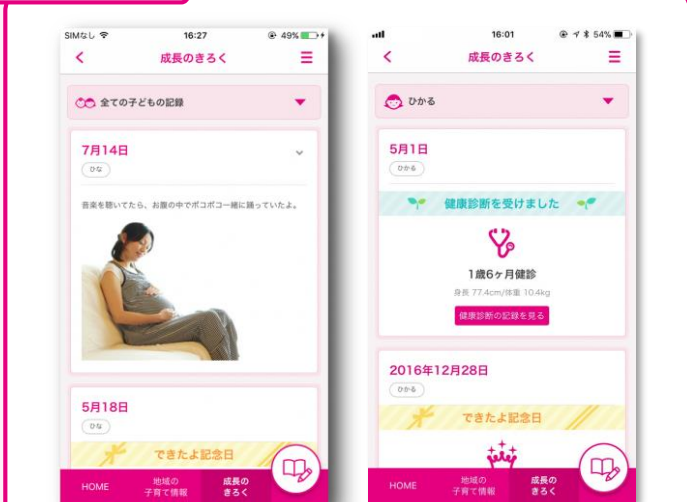 SIMなし 16:27 49%
成長のきろく
全ての子どもの記録
7月14日
ひな
音楽を聴いてたら、お腹の中でポコポコ一緒に踊っていたよ。
5月18日
ひな
できたよ記念日
HOME
地域の
子育て情報
成長の
きろく
16:01 54%
成長のきろく
ひかる
5月1日
ひかる
健康診断を受けました
1歳6ヶ月健診
身長 77.4cm/体重 10.4kg
健康診断の記録を見る
2016年12月28日
ひかる
できたよ記念日
HOME
地域の
子育て情報
成長の
きろく